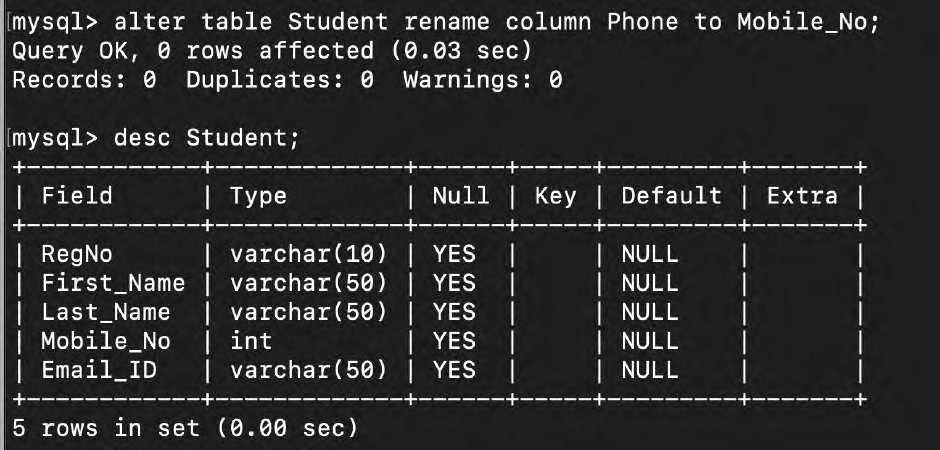 [mysql> alter table Student rename column Phone to Mobile_No;
Query OK, 0 rows affected (0.03 sec)
Records: 0  Duplicates: 0  Warnings: 0
[mysql> desc Student;
+------------+-------------+------+-----+---------+-------+
| Field      | Type        | Null | Key | Default | Extra |
+------------+-------------+------+-----+---------+-------+
| RegNo      | varchar(10) | YES  |     | NULL    |       |
| First_Name | varchar(50) | YES  |     | NULL    |       |
| Last_Name  | varchar(50) | YES  |     | NULL    |       |
| Mobile_No  | int         | YES  |     | NULL    |       |
| Email_ID   | varchar(50) | YES  |     | NULL    |       |
+------------+-------------+------+-----+---------+-------+
5 rows in set (0.00 sec)